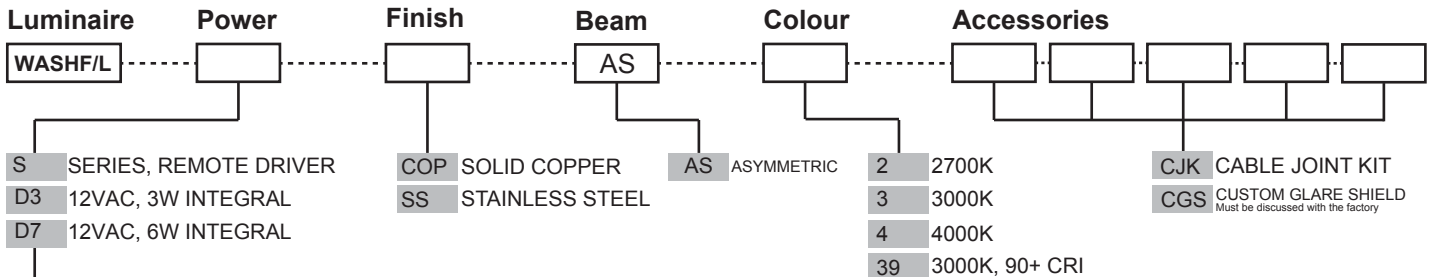 Luminaire Power Finish Beam Colour Accessories
WASHF/L AS
S SERIES, REMOTE DRIVER COP SOLID COPPER AS ASYMMETRIC 2 2700K CJK CABLE JOINT KIT
D3 12VAC, 3W INTEGRAL SS STAINLESS STEEL 3 3000K CGS CUSTOM GLARE SHIELD
Must be discussed with the factory
D7 12VAC, 6W INTEGRAL 4 4000K
39 3000K, 90+ CRI